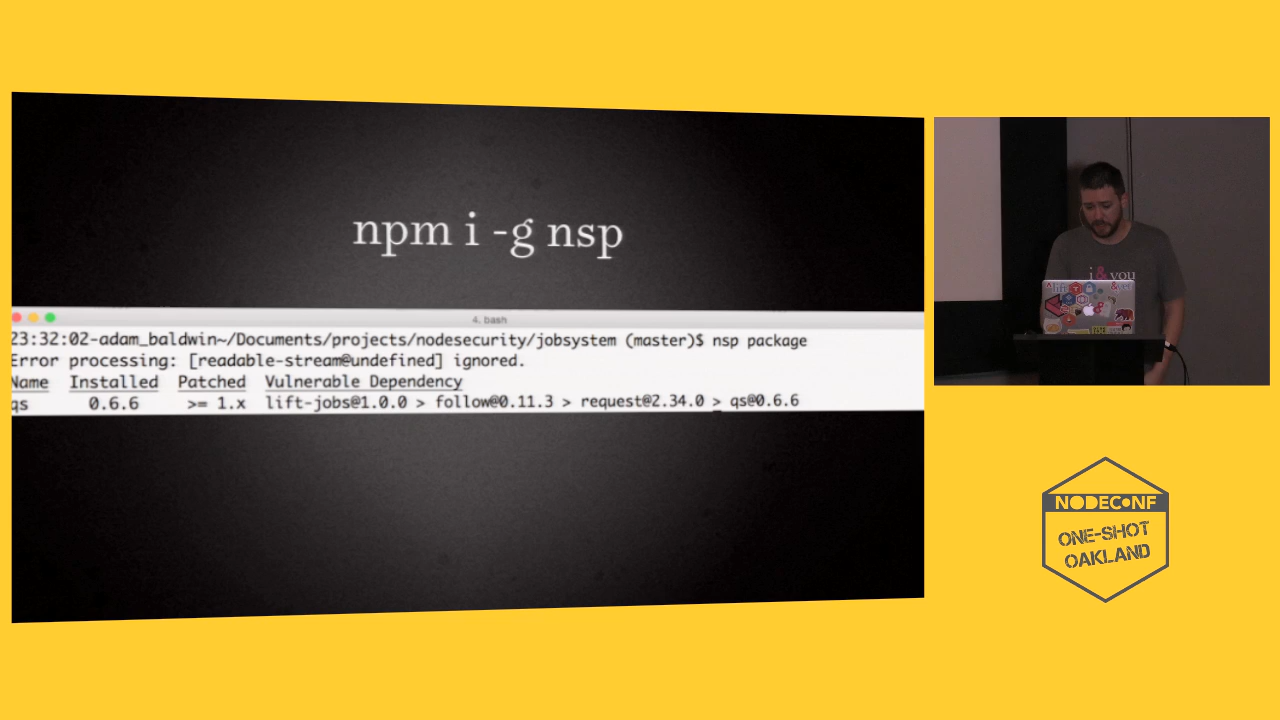 npm i -g nsp
4. bash
23:32:02-adam_baldwin~/Documents/projects/nodesecurity/jobsystem (master)$ nsp package
Error processing: [readable-stream@undefined] ignored.
Name Installed Patched Vulnerable Dependency
qs 0.6.6 >= 1.x lift-jobs@1.0.0 > follow@0.11.3 > request@2.34.0 > qs@0.6.6
i & you
NODECONF
ONE-SHOT
OAKLAND